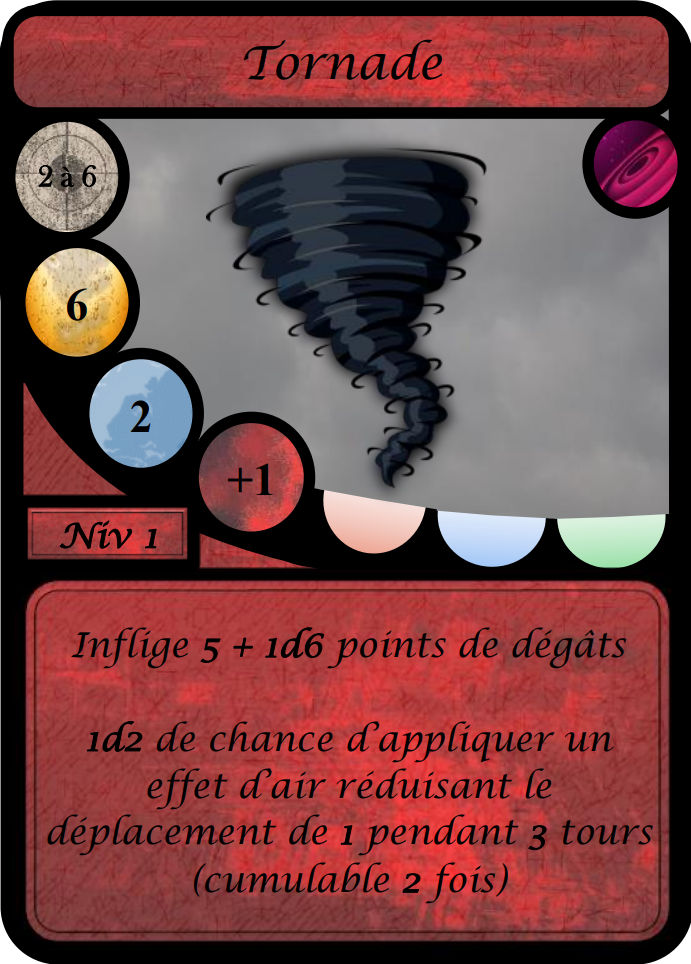 Tornade
2 à 6
6
2
+1
Niv 1
Inflige 5 + 1d6 points de dégâts
1d2 de chance d'appliquer un
effet d'air réduisant le
déplacement de 1 pendant 3 tours
(cumulable 2 fois)